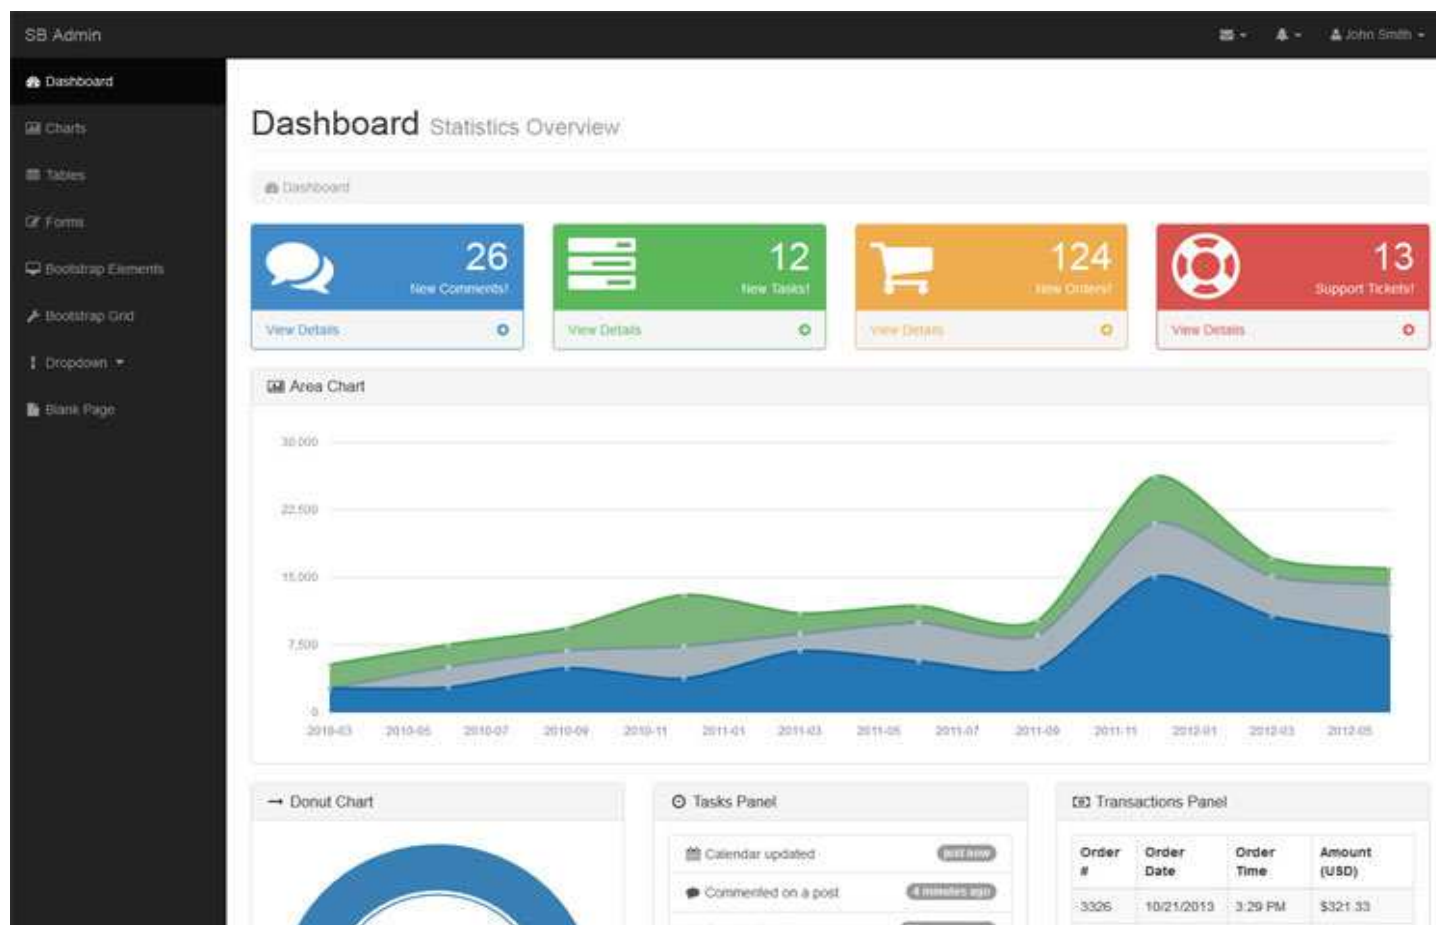 SB Admin
John Smith
Dashboard
Charts
Tables
Forms
Bootstrap Elements
Bootstrap Grid
Dropdown
Blank Page
Dashboard Statistics Overview
Dashboard
26
New Comments!
View Details
12
New Tasks!
View Details
124
New Orders!
View Details
13
Support Tickets!
View Details
Area Chart
30,000
22,500
15,000
7,500
0
2010-03 2010-05 2010-07 2010-09 2010-11 2011-01 2011-03 2011-05 2011-07 2011-09 2011-11 2012-01 2012-03 2012-05
Donut Chart
Tasks Panel
Calendar updated just now
Commented on a post 4 minutes ago
Transactions Panel
Order # Order Date Order Time Amount (USD)
3326 10/21/2013 3:29 PM $321.33